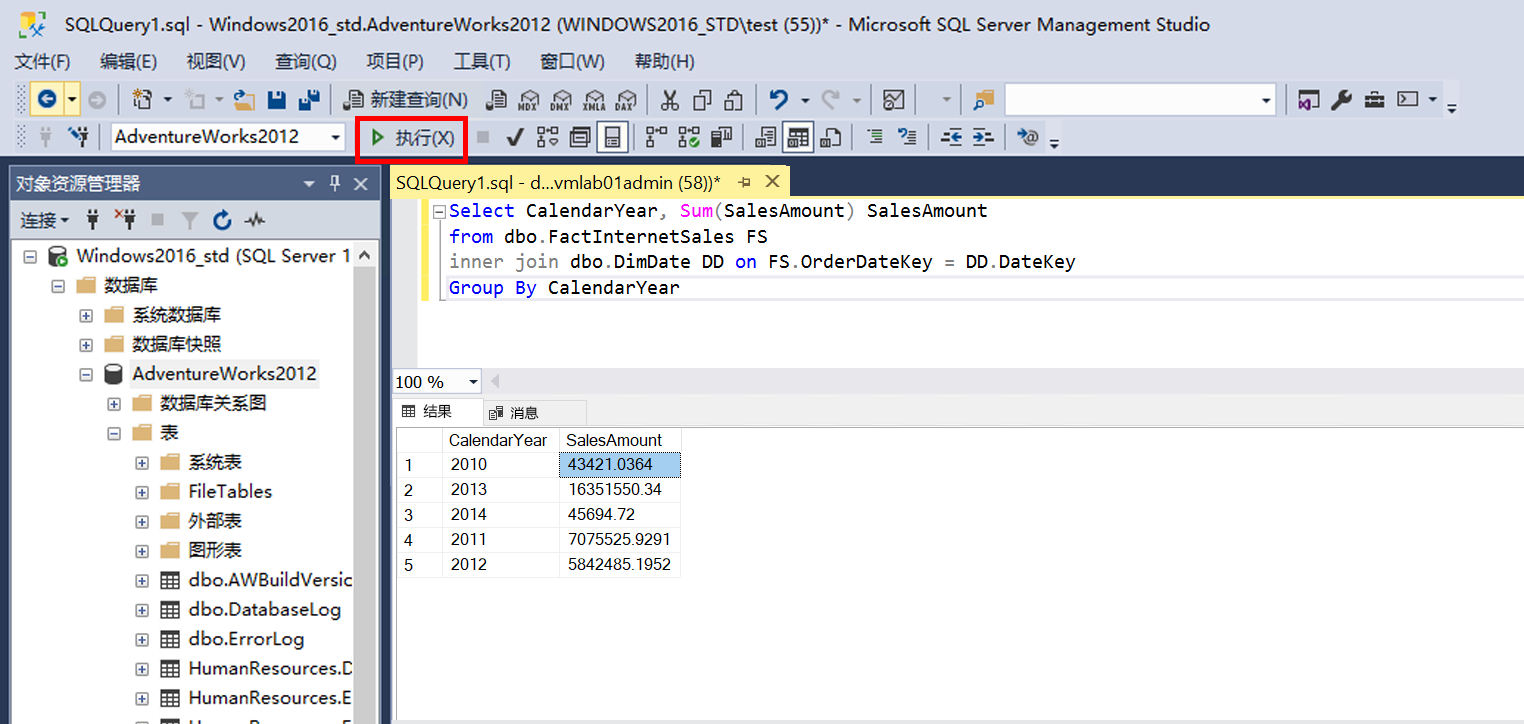 SQLQuery1.sql - Windows2016_std.AdventureWorks2012 (WINDOWS2016_STD\test (55))* - Microsoft SQL Server Management Studio
文件(F) 编辑(E) 视图(V) 查询(Q) 项目(P) 工具(T) 窗口(W) 帮助(H)
新建查询(N) MDX DMX XMLA DAX
AdventureWorks2012 执行(X)
对象资源管理器
连接
Windows2016_std (SQL Server 1
数据库
系统数据库
数据库快照
AdventureWorks2012
数据库关系图
表
系统表
FileTables
外部表
图形表
dbo.AWBuildVersic
dbo.DatabaseLog
dbo.ErrorLog
HumanResources.D
HumanResources.E
SQLQuery1.sql - d...vmlab01admin (58))*
Select CalendarYear, Sum(SalesAmount) SalesAmount
from dbo.FactInternetSales FS
inner join dbo.DimDate DD on FS.OrderDateKey = DD.DateKey
Group By CalendarYear
100 %
结果 消息
CalendarYear SalesAmount
1 2010 43421.0364
2 2013 16351550.34
3 2014 45694.72
4 2011 7075525.9291
5 2012 5842485.1952